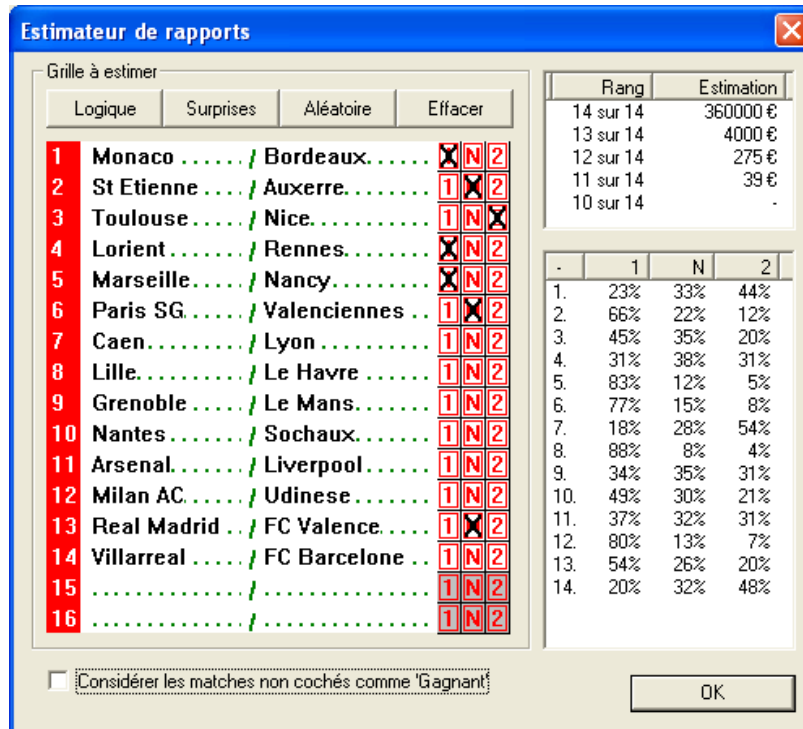 Estimateur de rapports
Grille à estimer
Logique Surprises Aléatoire Effacer
1 Monaco ....../ Bordeaux...... X N 2
2 St Etienne ..../ Auxerre........ 1 X 2
3 Toulouse ...../ Nice............ 1 N X
4 Lorient......../ Rennes........ X N 2
5 Marseille...../ Nancy.......... X N 2
6 Paris SG....../ Valenciennes .. 1 X 2
7 Caen........../ Lyon............ 1 N 2
8 Lille.........../ Le Havre ...... 1 N 2
9 Grenoble ...../ Le Mans....... 1 N 2
10 Nantes......./ Sochaux....... 1 N 2
11 Arsenal......./ Liverpool...... 1 N 2
12 Milan AC...../ Udinese ....... 1 N 2
13 Real Madrid ../ FC Valence..... 1 X 2
14 Villarreal ...../ FC Barcelone .. 1 N 2
15 ............../ .............. 1 N 2
16 ............../ .............. 1 N 2
Considérer les matches non cochés comme 'Gagnant'
Rang Estimation
14 sur 14 360000 €
13 sur 14 4000 €
12 sur 14 275 €
11 sur 14 39 €
10 sur 14 -
- 1 N 2
1. 23% 33% 44%
2. 66% 22% 12%
3. 45% 35% 20%
4. 31% 38% 31%
5. 83% 12% 5%
6. 77% 15% 8%
7. 18% 28% 54%
8. 88% 8% 4%
9. 34% 35% 31%
10. 49% 30% 21%
11. 37% 32% 31%
12. 80% 13% 7%
13. 54% 26% 20%
14. 20% 32% 48%
OK